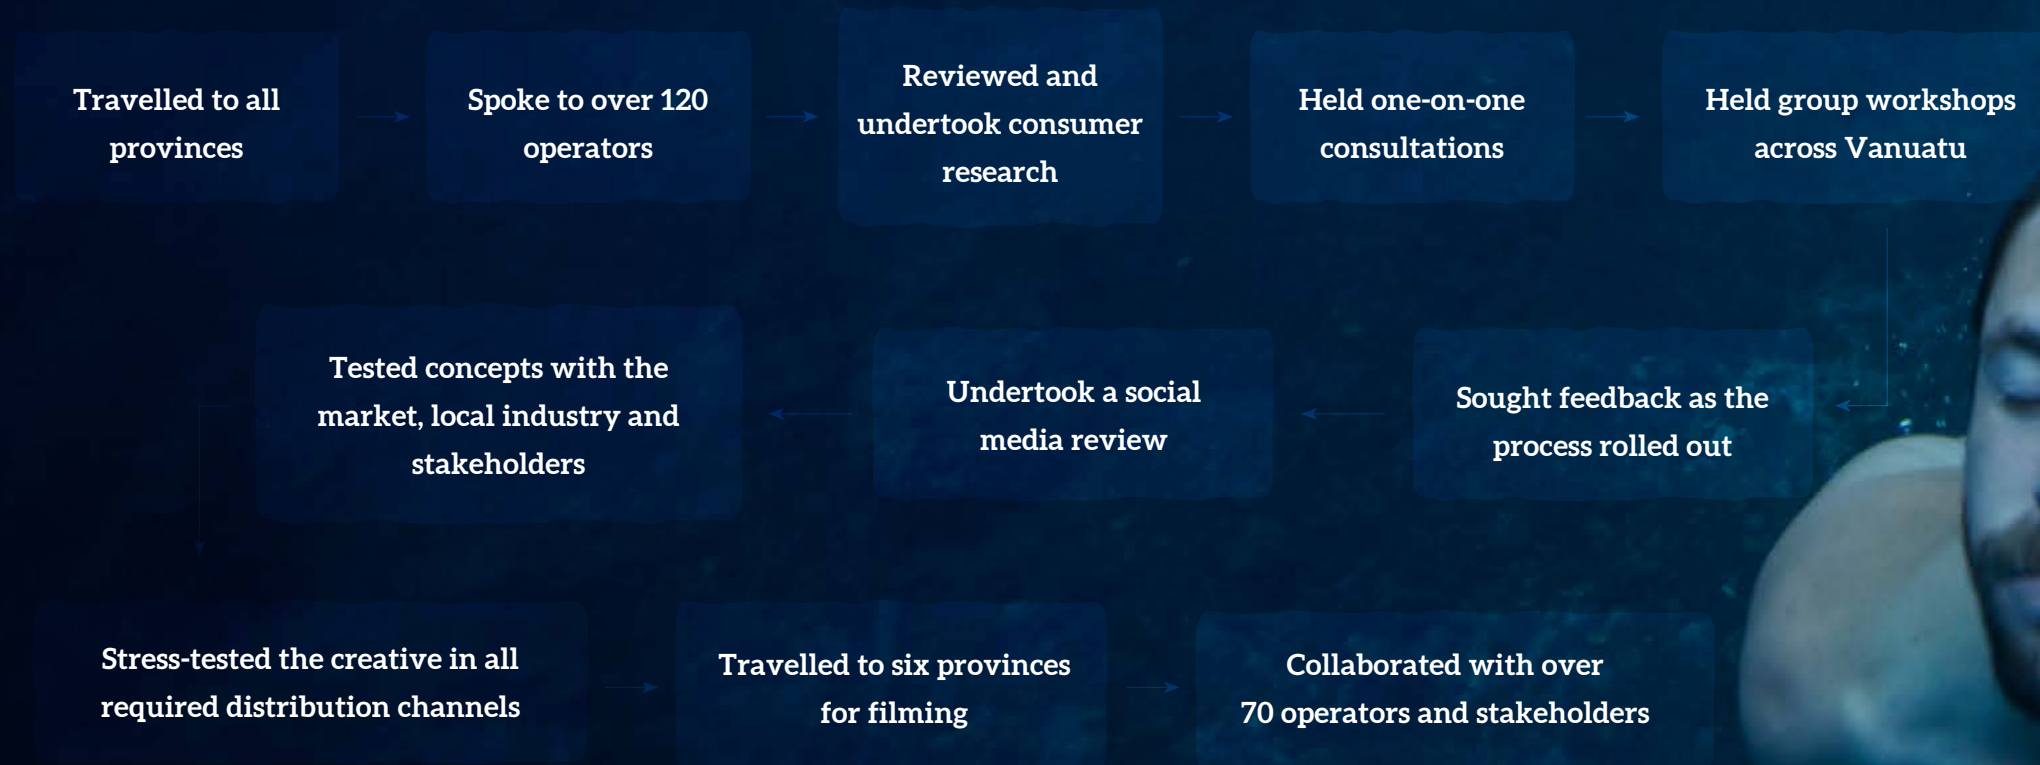 Travelled to all
provinces
Spoke to over 120
operators
Reviewed and
undertook consumer
research
Held one-on-one
consultations
Held group workshops
across Vanuatu
Sought feedback as the
process rolled out
Undertook a social
media review
Tested concepts with the
market, local industry and
stakeholders
Stress-tested the creative in all
required distribution channels
Travelled to six provinces
for filming
Collaborated with over
70 operators and stakeholders